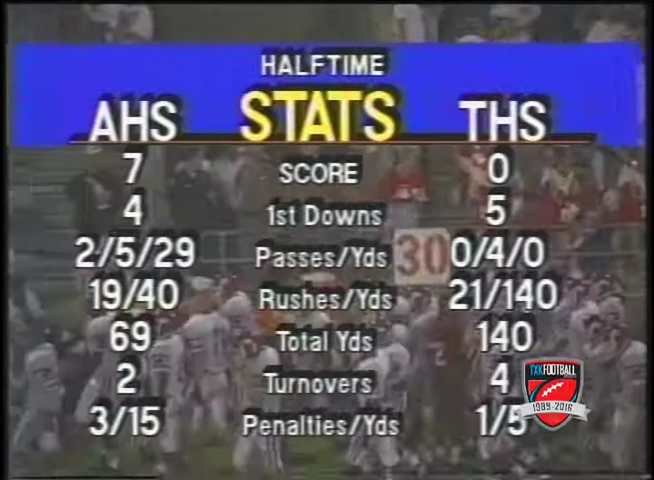 HALFTIME
AHS STATS THS
7 SCORE 0
4 1st Downs 5
2/5/29 Passes/Yds 30 0/4/0
19/40 Rushes/Yds 21/140
69 Total Yds 140
2 Turnovers 4
TXKFOOTBALL
1989-2016
3/15 Penalties/Yds 1/5